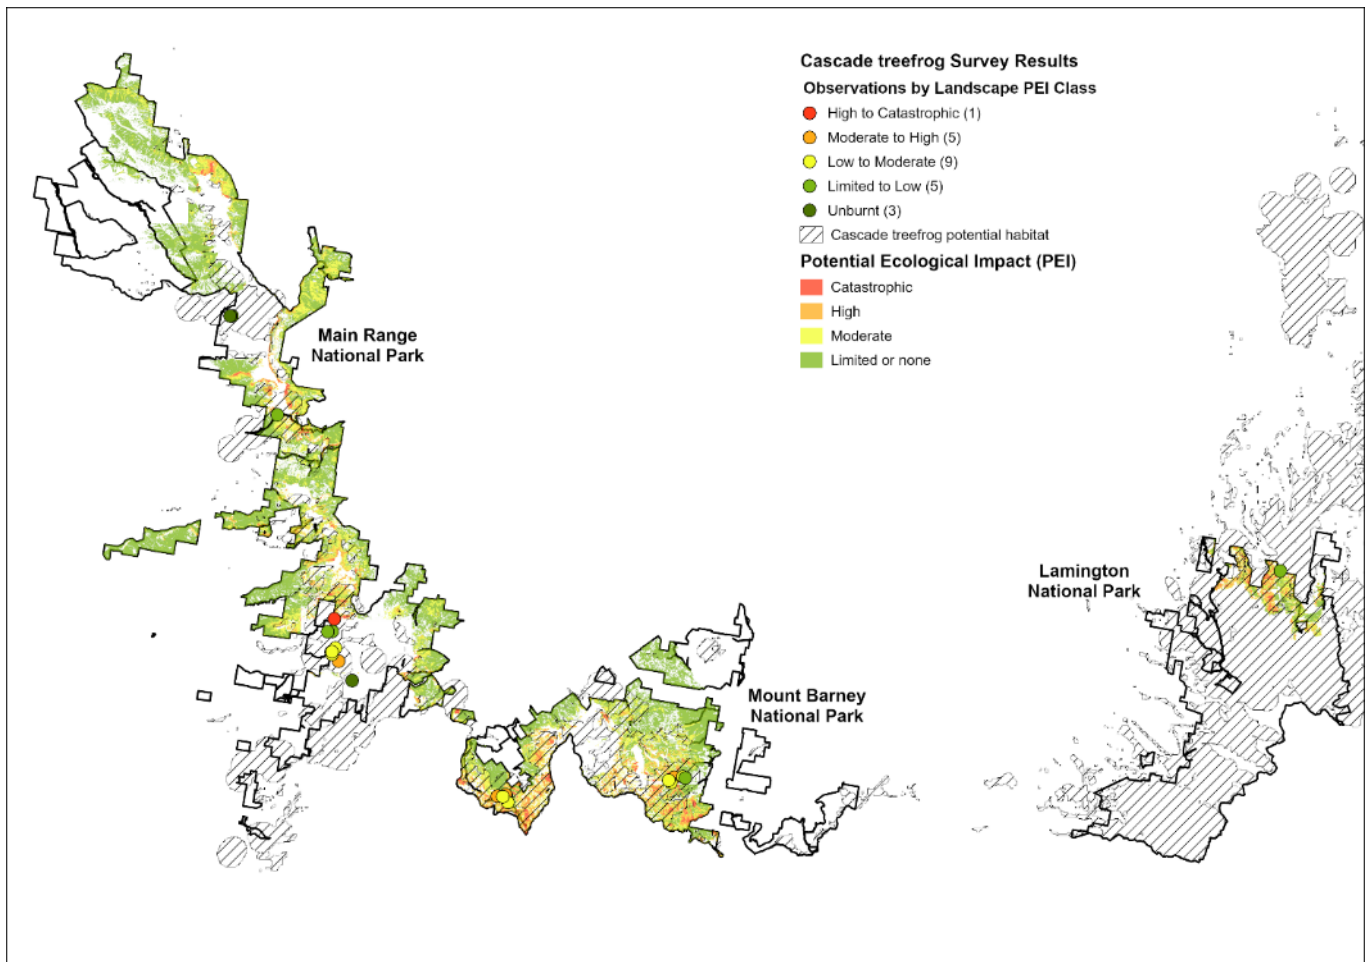 Cascade treefrog Survey Results
Observations by Landscape PEI Class
High to Catastrophic (1)
Moderate to High (5)
Low to Moderate (9)
Limited to Low (5)
Unburnt (3)
Cascade treefrog potential habitat
Potential Ecological Impact (PEI)
Catastrophic
High
Moderate
Limited or none
Main Range
National Park
Lamington
National Park
Mount Barney
National Park